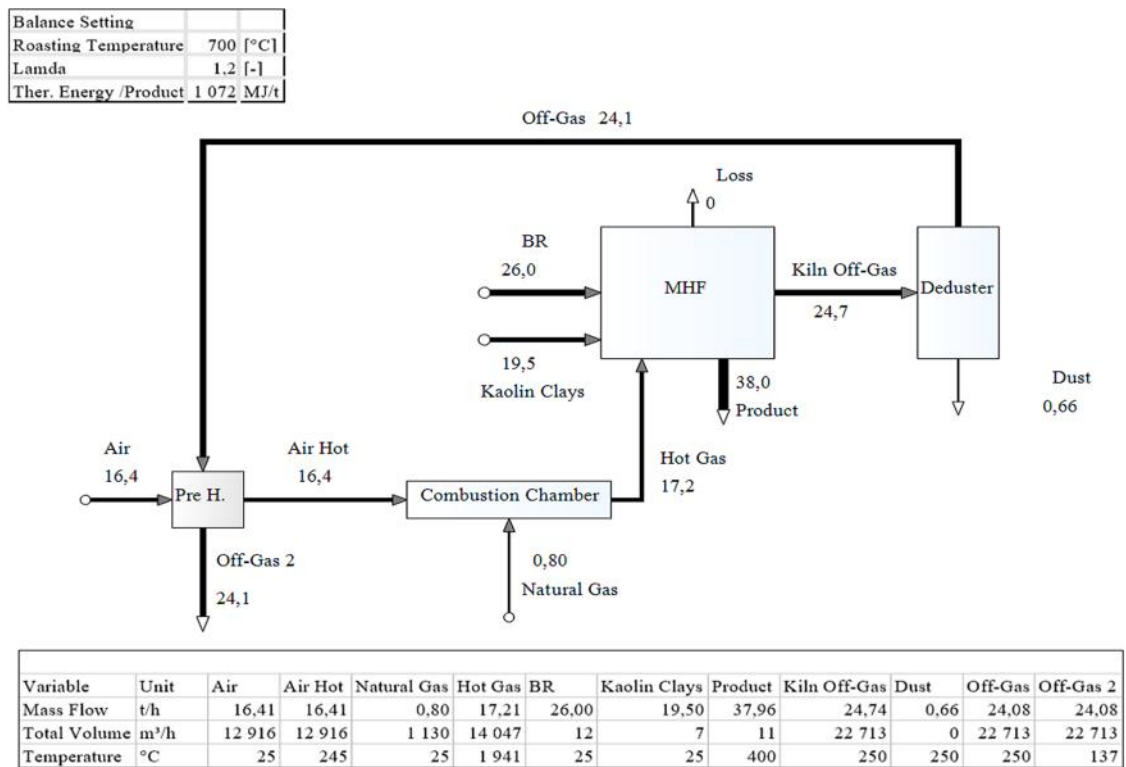 Balance Setting
Roasting Temperature 700 [°C]
Lamda 1,2 [-]
Ther. Energy /Product 1 072 MJ/t
Off-Gas 24,1
Loss
0
BR
26,0
MHF
Kiln Off-Gas
24,7
Deduster
19,5
Kaolin Clays
38,0
Product
Dust
0,66
Air
16,4
Pre H.
Air Hot
16,4
Combustion Chamber
Hot Gas
17,2
Off-Gas 2
24,1
0,80
Natural Gas
Variable Unit Air Air Hot Natural Gas Hot Gas BR Kaolin Clays Product Kiln Off-Gas Dust Off-Gas Off-Gas 2
Mass Flow t/h 16,41 16,41 0,80 17,21 26,00 19,50 37,96 24,74 0,66 24,08 24,08
Total Volume m³/h 12 916 12 916 1 130 14 047 12 7 11 22 713 0 22 713 22 713
Temperature °C 25 245 25 1 941 25 25 400 250 250 250 137